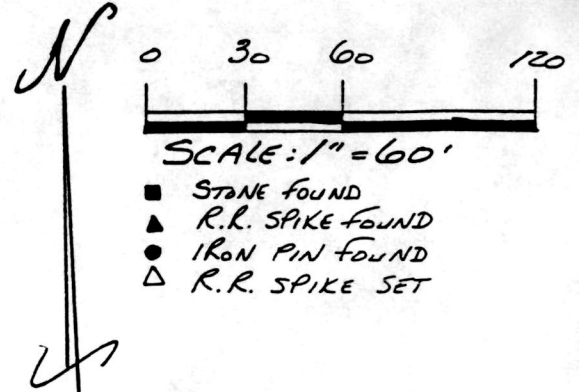 N
0 30 60 120
SCALE: 1" = 60'
STONE FOUND
R.R. SPIKE FOUND
IRON PIN FOUND
R.R. SPIKE SET